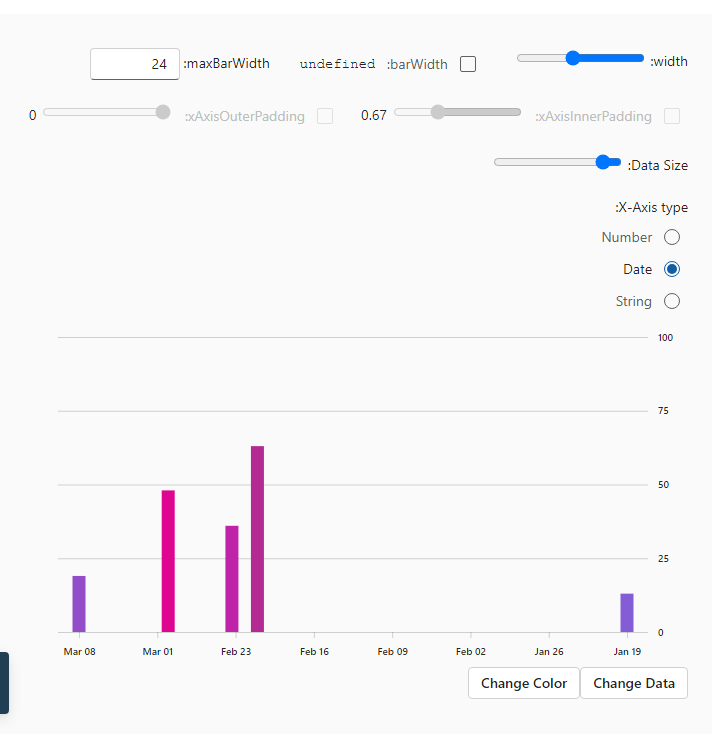 width:
barWidth: undefined
maxBarWidth: 24
xAxisInnerPadding: 0.67
xAxisOuterPadding: 0
Data Size:
X-Axis type:
Number
Date
String
100
75
50
25
0
Mar 08 Mar 01 Feb 23 Feb 16 Feb 09 Feb 02 Jan 26 Jan 19
Change Color Change Data